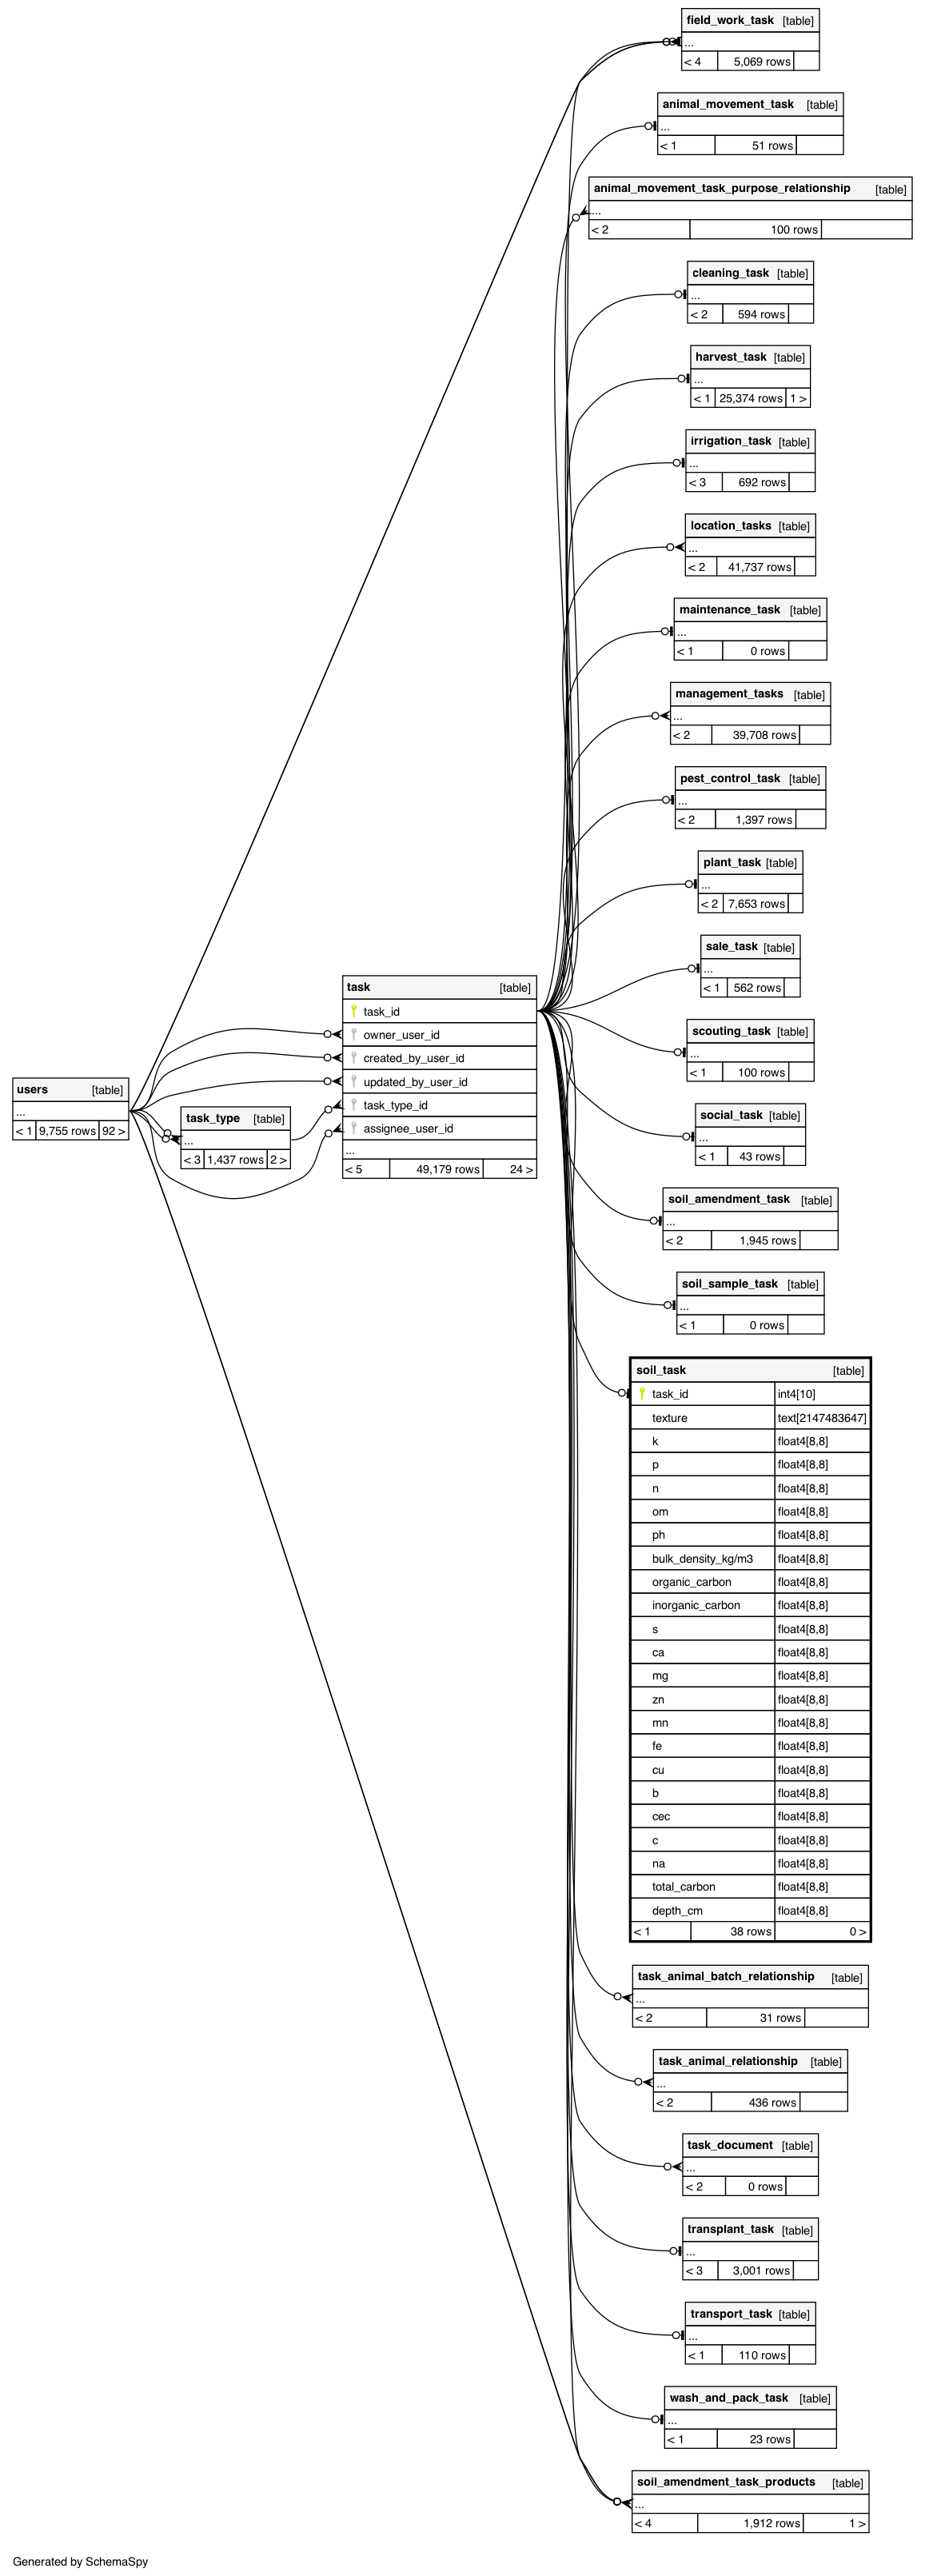 field_work_task [table]
...
< 4 5,069 rows
animal_movement_task [table]
...
< 1 51 rows
animal_movement_task_purpose_relationship [table]
...
< 2 100 rows
cleaning_task [table]
...
< 2 594 rows
harvest_task [table]
...
< 1 25,374 rows 1 >
irrigation_task [table]
...
< 3 692 rows
location_tasks [table]
...
< 2 41,737 rows
maintenance_task [table]
...
< 1 0 rows
management_tasks [table]
...
< 2 39,708 rows
pest_control_task [table]
...
< 2 1,397 rows
plant_task [table]
...
< 2 7,653 rows
sale_task [table]
...
< 1 562 rows
users [table]
...
< 1 9,755 rows 92 >
task_type [table]
...
< 3 1,437 rows 2 >
task [table]
task_id
owner_user_id
created_by_user_id
updated_by_user_id
task_type_id
assignee_user_id
...
< 5 49,179 rows 24 >
scouting_task [table]
...
< 1 100 rows
social_task [table]
...
< 1 43 rows
soil_amendment_task [table]
...
< 2 1,945 rows
soil_sample_task [table]
...
< 1 0 rows
soil_task [table]
task_id int4[10]
texture text[2147483647]
k float4[8,8]
p float4[8,8]
n float4[8,8]
om float4[8,8]
ph float4[8,8]
bulk_density_kg/m3 float4[8,8]
organic_carbon float4[8,8]
inorganic_carbon float4[8,8]
s float4[8,8]
ca float4[8,8]
mg float4[8,8]
zn float4[8,8]
mn float4[8,8]
fe float4[8,8]
cu float4[8,8]
b float4[8,8]
cec float4[8,8]
c float4[8,8]
na float4[8,8]
total_carbon float4[8,8]
depth_cm float4[8,8]
< 1 38 rows 0 >
task_animal_batch_relationship [table]
...
< 2 31 rows
task_animal_relationship [table]
...
< 2 436 rows
task_document [table]
...
< 2 0 rows
transplant_task [table]
...
< 3 3,001 rows
transport_task [table]
...
< 1 110 rows
wash_and_pack_task [table]
...
< 1 23 rows
soil_amendment_task_products [table]
...
< 4 1,912 rows 1 >
Generated by SchemaSpy